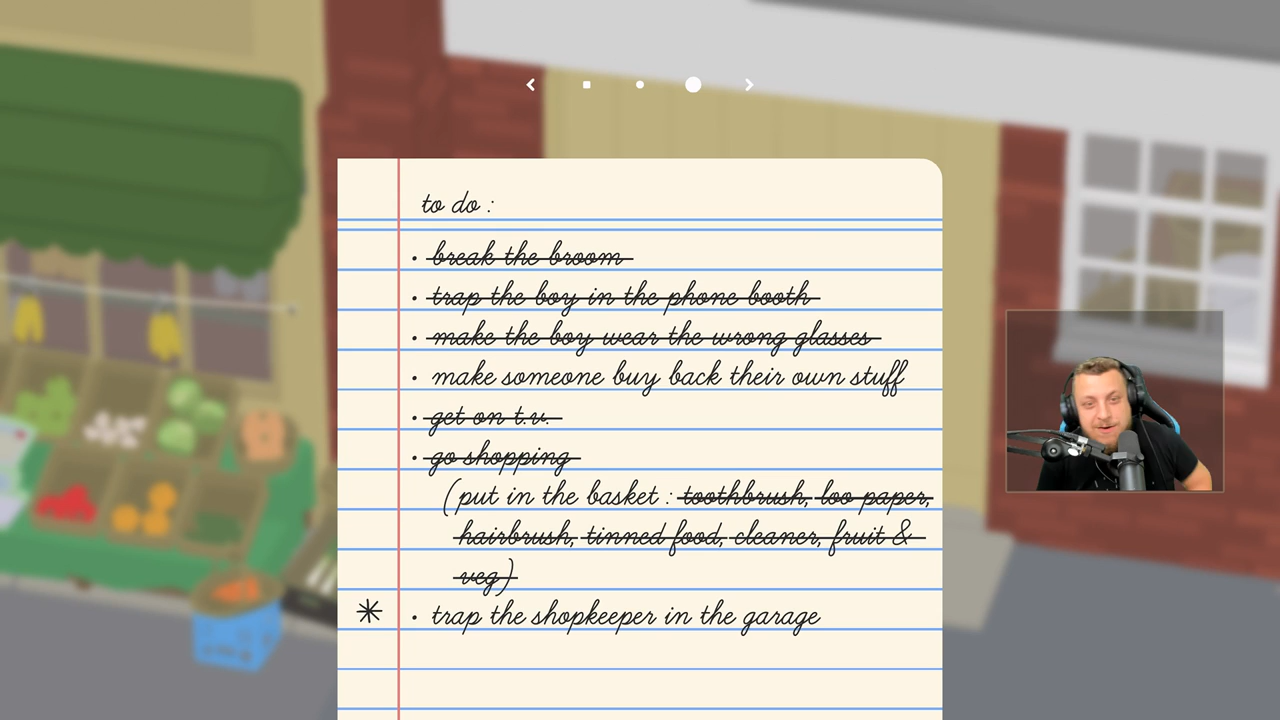 to do :
• break the broom
• trap the boy in the phone booth
• make the boy wear the wrong glasses
• make someone buy back their own stuff
• get on t.v.
• go shopping
(put in the basket : toothbrush, loo paper,
hairbrush, tinned food, cleaner, fruit &
veg)
• trap the shopkeeper in the garage